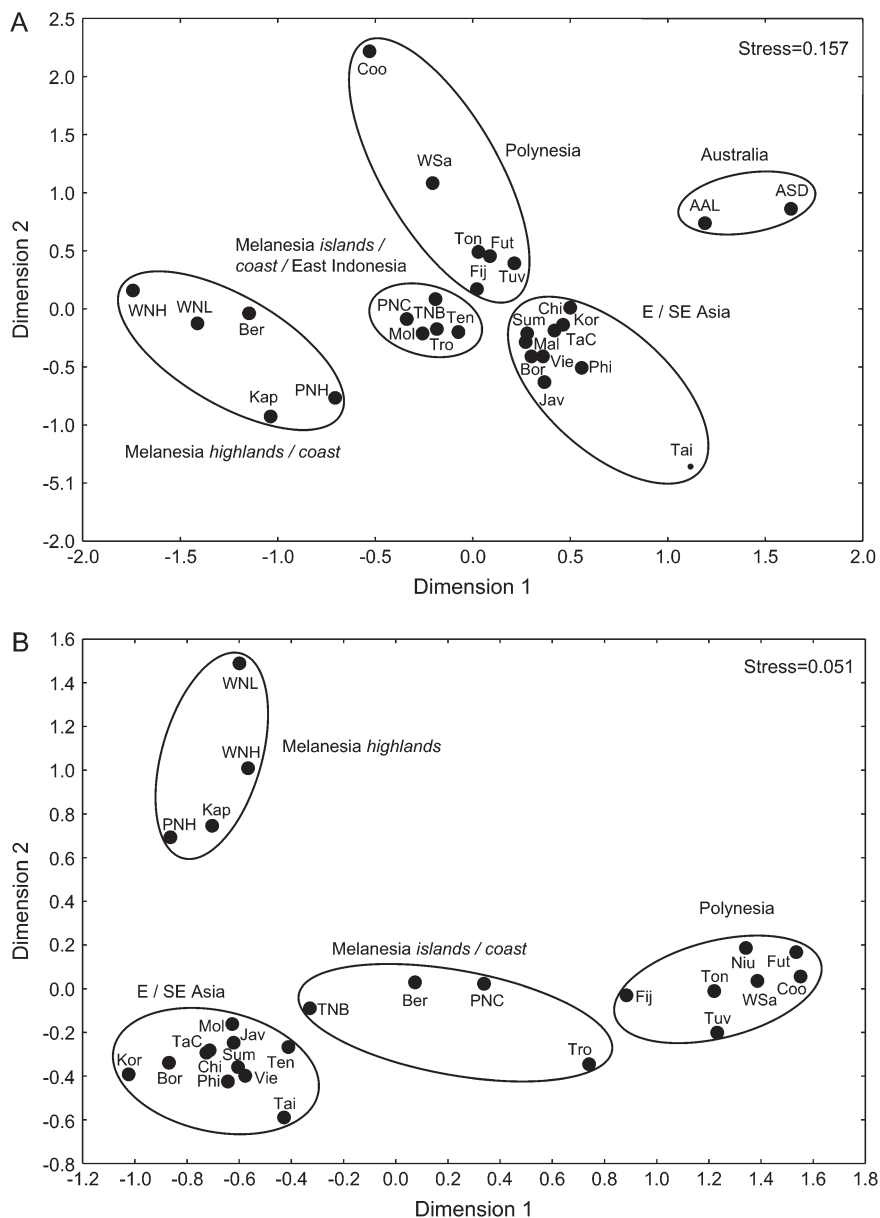 A
2.5
Stress=0.157
Coo
2.0
1.5
WSa
Polynesia
Australia
1.0
AAL
ASD
Dimension 2
0.5
Ton
Fut
Melanesia islands /
coast / East Indonesia
Fij
Tuv
0.0
WNH
WNL
Ber
PNC
TNB
Ten
Mol
Tro
Chi
Kor
E / SE Asia
Sum
Mal
TaC
-0.5
Bor
Vie
Phi
Jav
Kap
PNH
-1.0
Melanesia highlands / coast
Tai
-5.1
-2.0
-2.0 -1.5 -1.0 -0.5 0.0 0.5 1.0 1.5 2.0
Dimension 1
B
1.6
Stress=0.051
WNL
1.4
1.2
WNH
Melanesia highlands
1.0
0.8
Kap
PNH
0.6
Dimension 2
0.4
Polynesia
0.2
Melanesia islands / coast
Niu
Fut
0.0
E / SE Asia
TNB
Ber
PNC
Fij
Ton
WSa
Coo
-0.2
Mol
Tuv
TaC
Jav
Kor
Sum
Ten
Chi
Tro
-0.4
Bor
Phi
Vie
Tai
-0.6
-0.8
-1.2 -1.0 -0.8 -0.6 -0.4 -0.2 0.0 0.2 0.4 0.6 0.8 1.0 1.2 1.4 1.6 1.8
Dimension 1